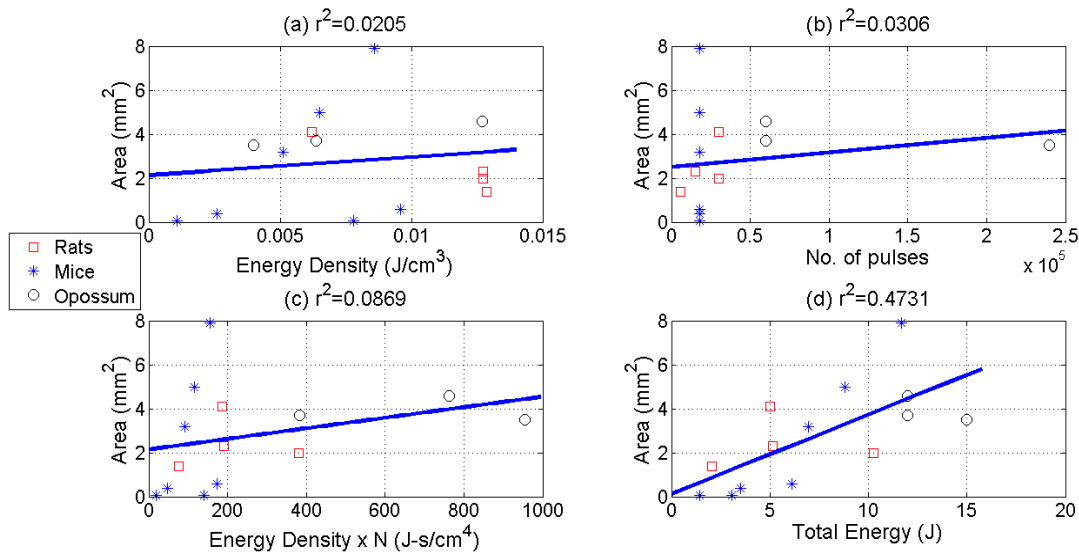 (a) r²=0.0205
8
6
4
2
0
Area (mm²)
0 0.005 0.01 0.015
Energy Density (J/cm³)
(b) r²=0.0306
8
6
4
2
0
Area (mm²)
0 0.5 1 1.5 2 2.5
No. of pulses
x 10⁵
Rats
Mice
Opossum
(c) r²=0.0869
8
6
4
2
0
Area (mm²)
0 200 400 600 800 1000
Energy Density x N (J-s/cm⁴)
(d) r²=0.4731
8
6
4
2
0
Area (mm²)
0 5 10 15 20
Total Energy (J)